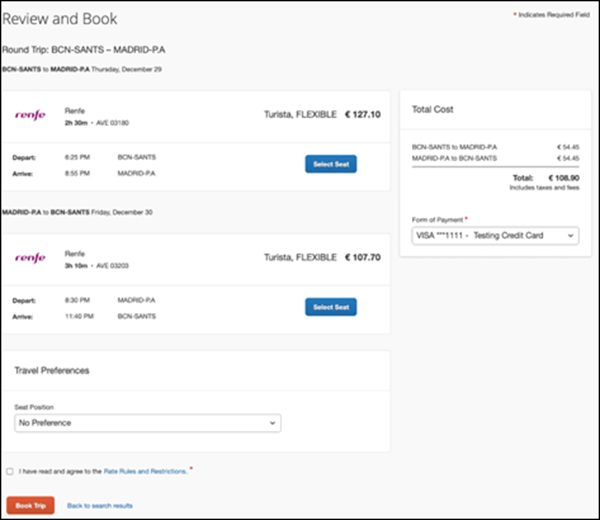 Review and Book
* Indicates Required Field
Round Trip: BCN-SANTS – MADRID-P.A
BCN-SANTS to MADRID-P.A Thursday, December 29
renfe
Renfe
2h 30m • AVE 03180
Turista, FLEXIBLE € 127.10
Depart: 6:25 PM BCN-SANTS
Arrive: 8:55 PM MADRID-P.A
Select Seat
MADRID-P.A to BCN-SANTS Friday, December 30
renfe
Renfe
3h 10m • AVE 03203
Turista, FLEXIBLE € 107.70
Depart: 8:30 PM MADRID-P.A
Arrive: 11:40 PM BCN-SANTS
Select Seat
Travel Preferences
Seat Position
No Preference
I have read and agree to the Rate Rules and Restrictions. *
Book Trip
Back to search results
Total Cost
BCN-SANTS to MADRID-P.A € 54.45
MADRID-P.A to BCN-SANTS € 54.45
Total: € 108.90
Includes taxes and fees
Form of Payment *
VISA ***1111 - Testing Credit Card